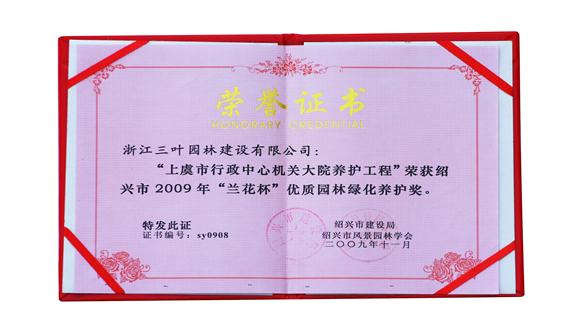 荣誉证书
HONORARY CREDENTIAL
浙江三叶园林建设有限公司：
“上虞市行政中心机关大院养护工程”荣获绍
兴市 2009 年“兰花杯”优质园林绿化养护奖。
特发此证
证书编号：sy0908
绍兴市建设局
绍兴市风景园林学会
二〇〇九年十一月